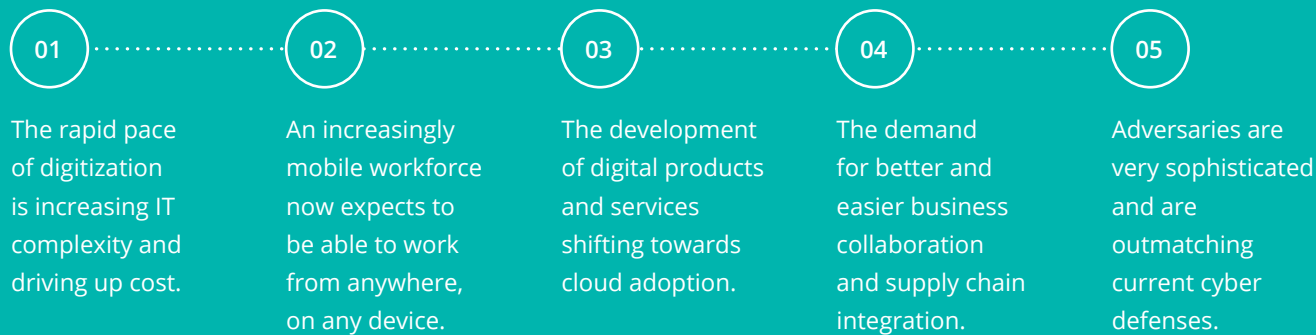 01
The rapid pace
of digitization
is increasing IT
complexity and
driving up cost.
02
An increasingly
mobile workforce
now expects to
be able to work
from anywhere,
on any device.
03
The development
of digital products
and services
shifting towards
cloud adoption.
04
The demand
for better and
easier business
collaboration
and supply chain
integration.
05
Adversaries are
very sophisticated
and are
outmatching
current cyber
defenses.